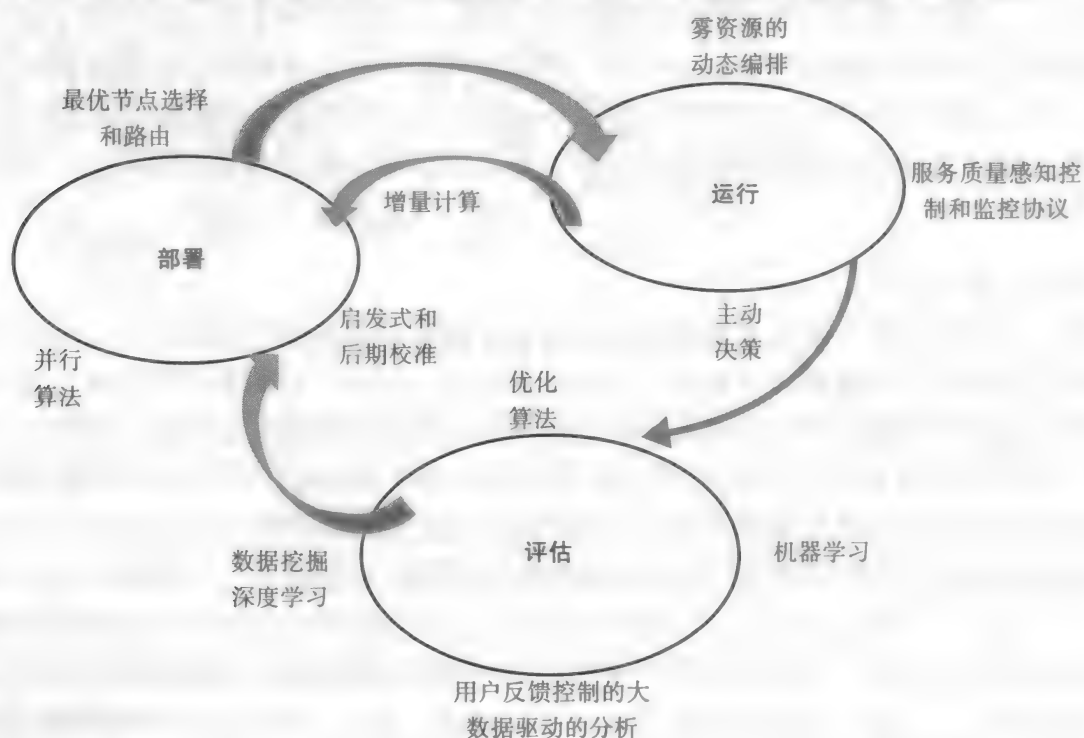 雾资源的
动态编排
最优节点选择
和路由
服务质量感知控
制和监控协议
增量计算
运行
部署
启发式和
后期校准
主动
决策
并行
算法
优化
算法
数据挖掘
深度学习
评估
机器学习
用户反馈控制的大
数据驱动的分析